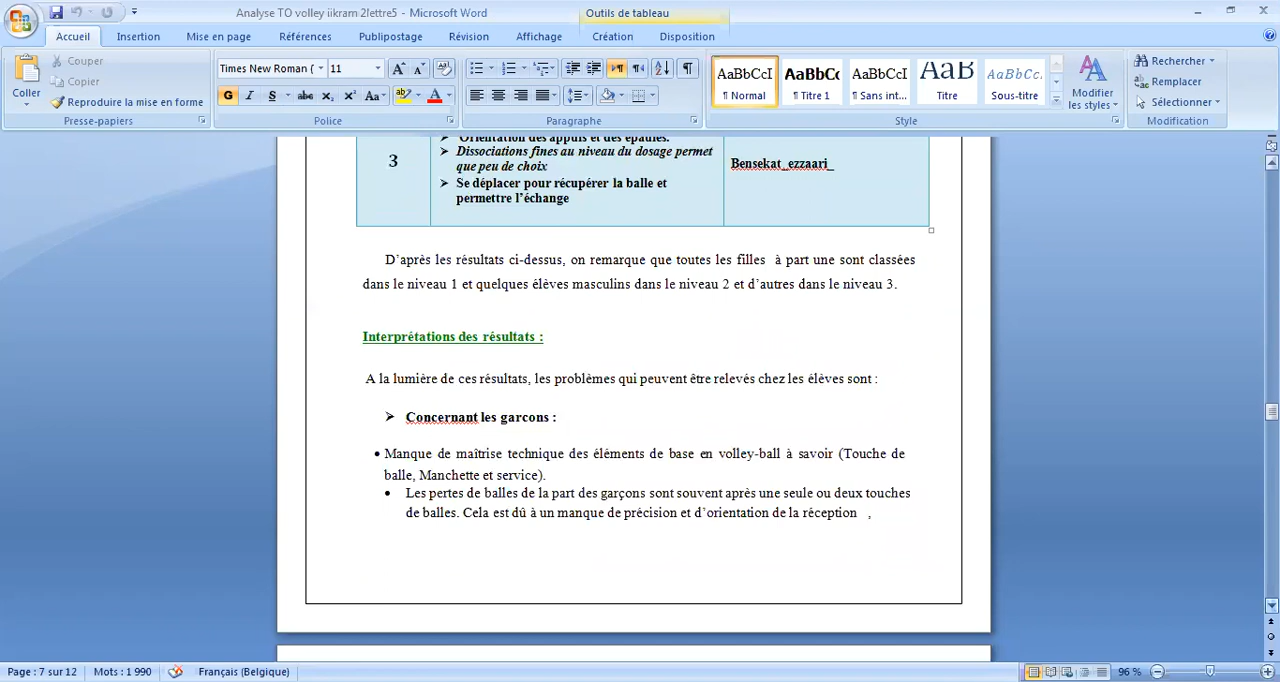 Analyse TO volley iikram 2lettre5 - Microsoft Word
Outils de tableau
Accueil Insertion Mise en page Références Publipostage Révision Affichage Création Disposition
Coller
Couper
Copier
Reproduire la mise en forme
Presse-papiers
Times New Roman (
11
G I S abc X₂ X² Aa
Police
Paragraphe
AaBbCcI AaBbCc AaBbCcI AaB AaBbCc.
¶ Normal ¶ Titre 1 ¶ Sans int... Titre Sous-titre
Modifier
les styles
Style
Rechercher
Remplacer
Sélectionner
Modification
3
Orientation des appuis et des épaules.
Dissociations fines au niveau du dosage permet
que peu de choix
Se déplacer pour récupérer la balle et
permettre l'échange
Bensekat_ezzaari_
D'après les résultats ci-dessus, on remarque que toutes les filles à part une sont classées
dans le niveau 1 et quelques élèves masculins dans le niveau 2 et d'autres dans le niveau 3.
Interprétations des résultats :
A la lumière de ces résultats, les problèmes qui peuvent être relevés chez les élèves sont :
➢ Concernant les garcons :
• Manque de maîtrise technique des éléments de base en volley-ball à savoir (Touche de
balle, Manchette et service).
• Les pertes de balles de la part des garçons sont souvent après une seule ou deux touches
de balles. Cela est dû à un manque de précision et d'orientation de la réception ,
Page : 7 sur 12 Mots : 1 990 Français (Belgique) 96 %